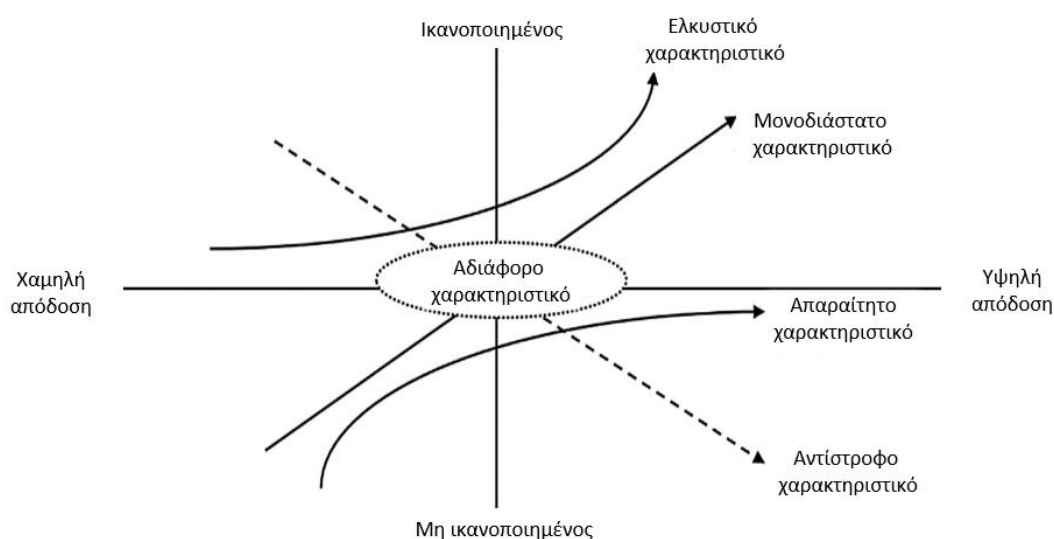 Ικανοποιημένος
Ελκυστικό
χαρακτηριστικό
Μονοδιάστατο
χαρακτηριστικό
Χαμηλή
απόδοση
Αδιάφορο
χαρακτηριστικό
Υψηλή
απόδοση
Απαραίτητο
χαρακτηριστικό
Αντίστροφο
χαρακτηριστικό
Μη ικανοποιημένος